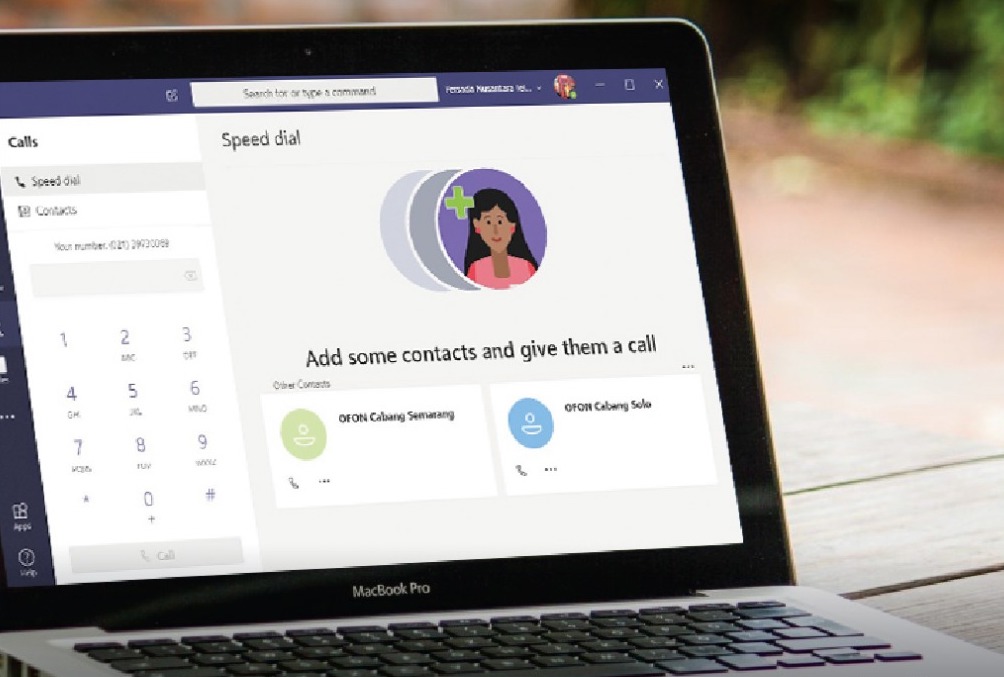 Search for or type a command
Persada Nusantara Tel...
Calls
Speed dial
Speed dial
Contacts
Your number: (021)
1
2
ABC
3
DEF
4
GHI
5
JKL
6
MNO
7
PQRS
8
TUV
9
WXYZ
*
0
+
#
Call
Add some contacts and give them a call
Other Contacts
OFON Cabang Semarang
OFON Cabang Solo
Apps
Help
MacBook Pro